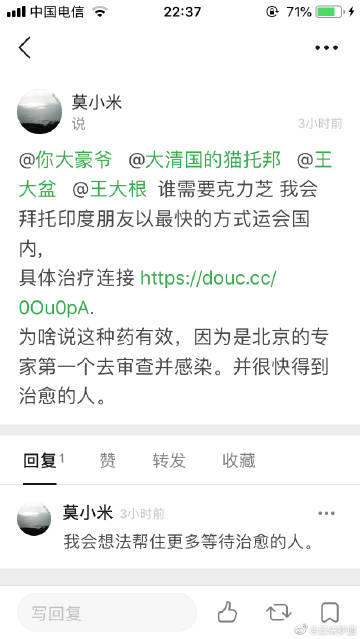 中国电信
22:37
71%
莫小米
说
3小时前
@你大豪爷 @大清国的猫托邦 @王
大盆 @王大根 谁需要克力芝 我会
拜托印度朋友以最快的方式运会国
内,
具体治疗连接 https://douc.cc/
0Ou0pA.
为啥说这种药有效，因为是北京的专
家第一个去审查并感染。并很快得到
治愈的人。
回复 1
赞
转发
收藏
莫小米 3小时前
我会想法帮住更多等待治愈的人。
写回复